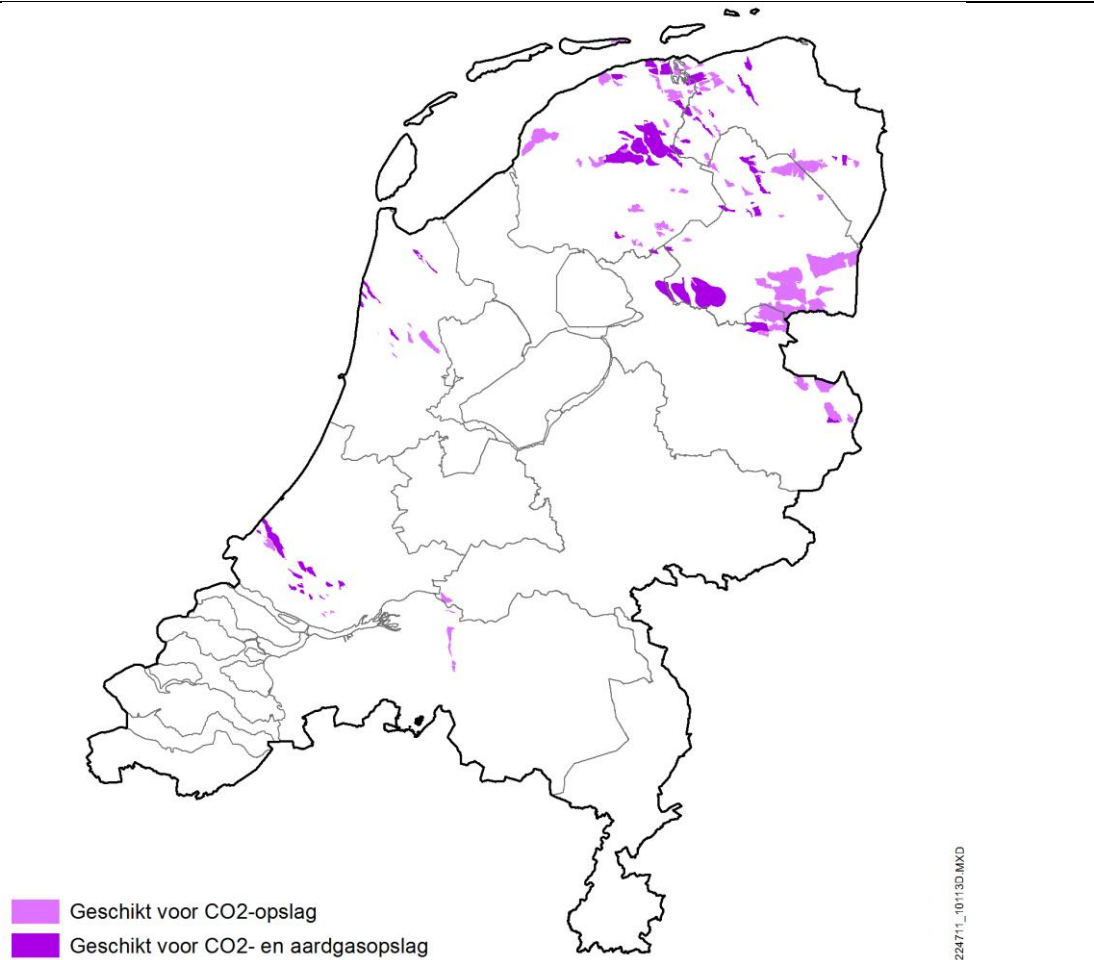 224711_10113D.MXD
Geschikt voor CO2-opslag
Geschikt voor CO2- en aardgasopslag